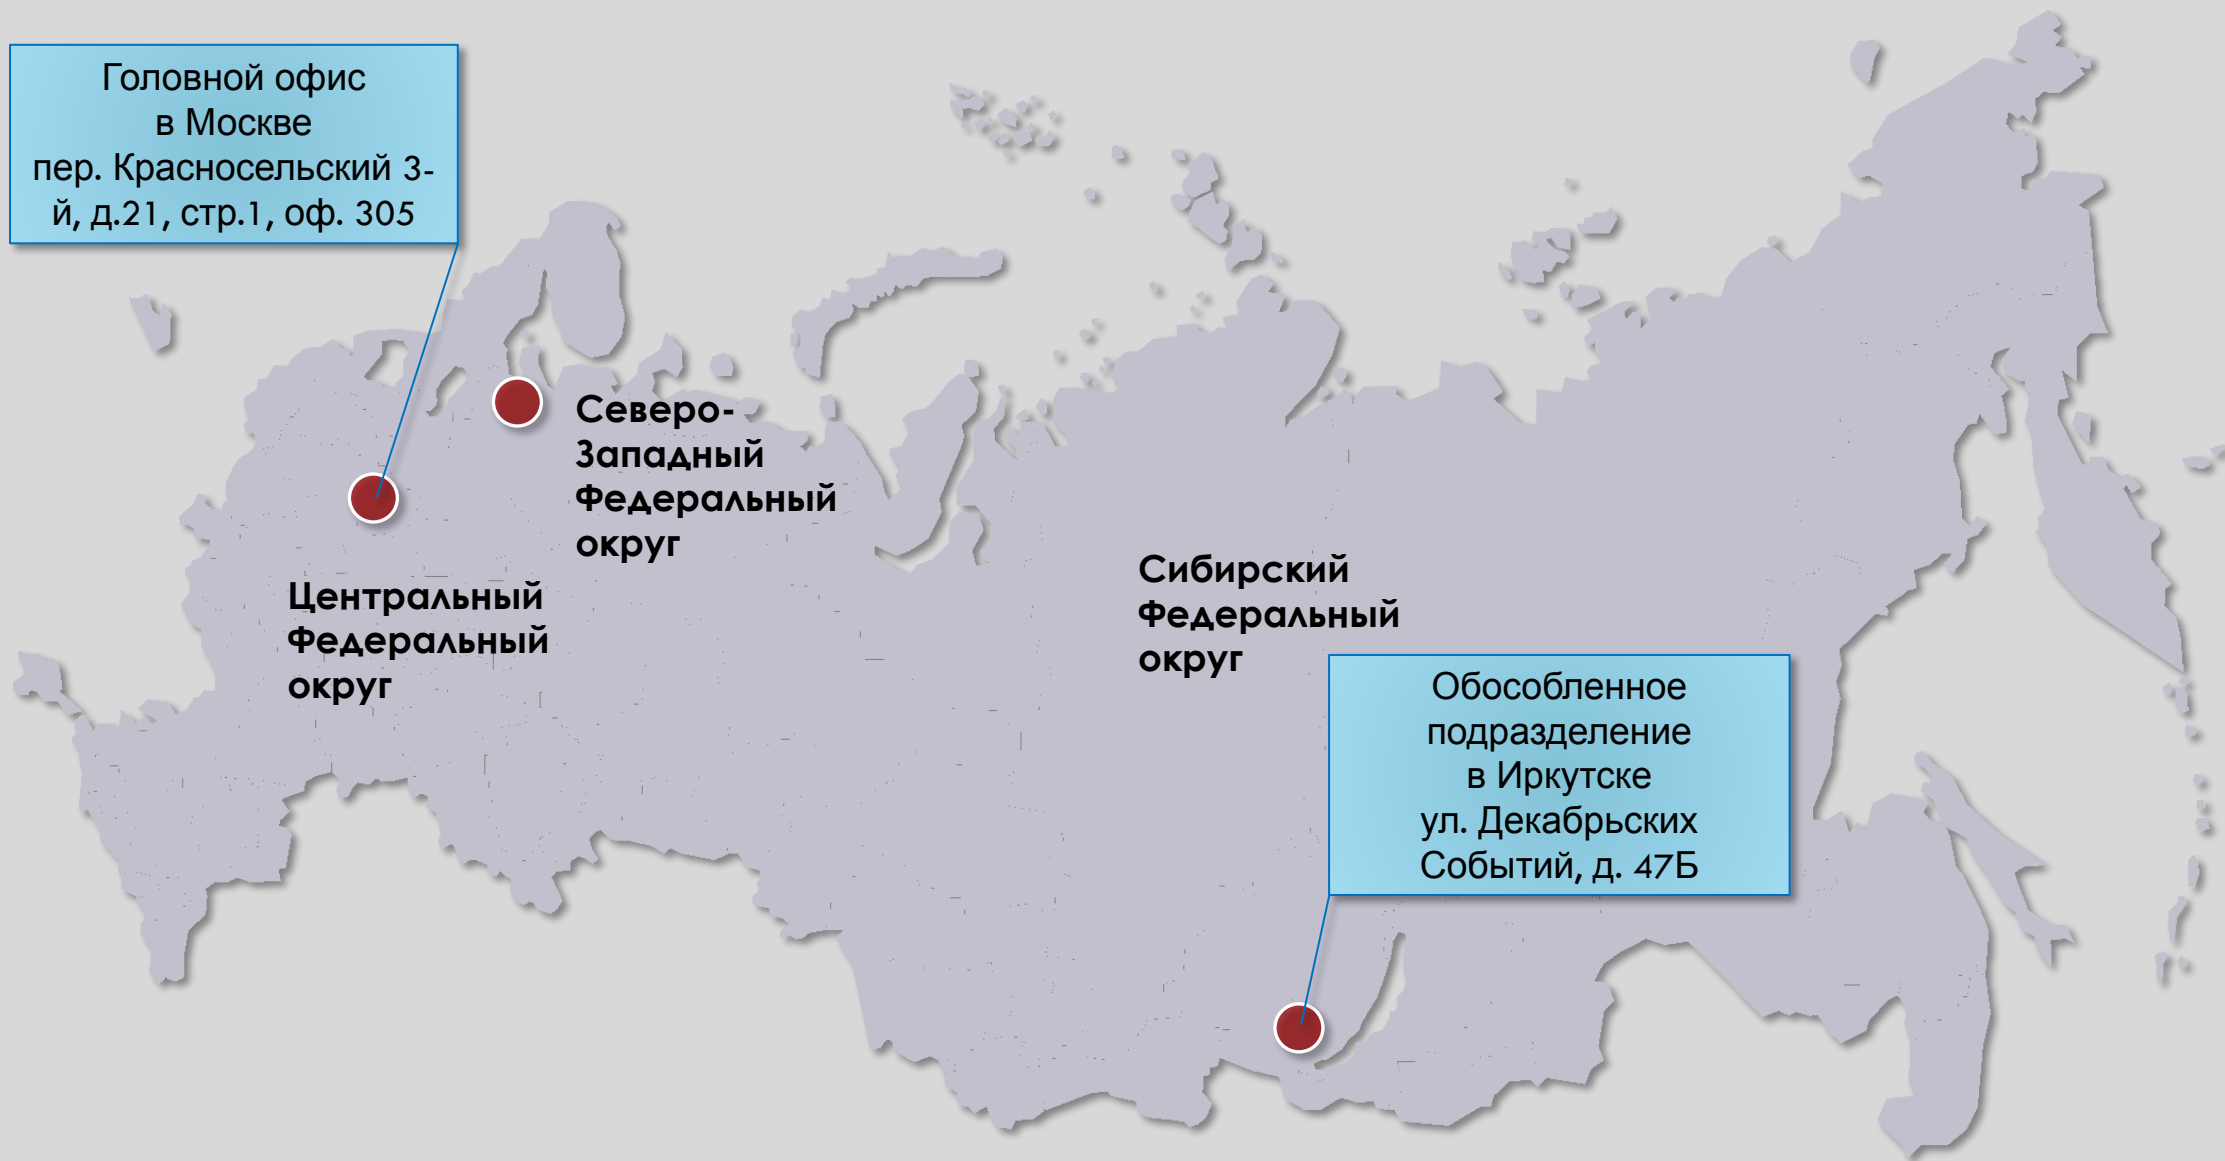 Головной офис
в Москве
пер. Красносельский 3-
й, д.21, стр.1, оф. 305
Северо-
Западный
Федеральный
округ
Центральный
Федеральный
округ
Сибирский
Федеральный
округ
Обособленное
подразделение
в Иркутске
ул. Декабрьских
Событий, д. 47Б